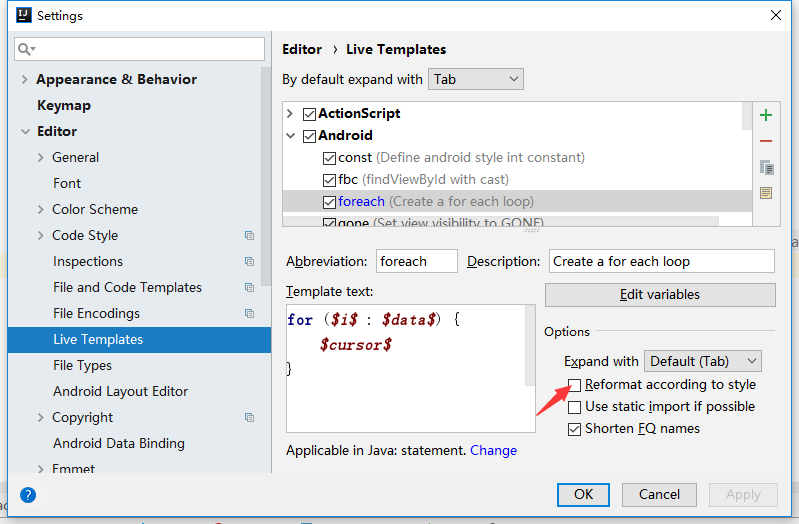 IJ Settings
Editor › Live Templates
By default expand with Tab
Appearance & Behavior
Keymap
Editor
General
Font
Color Scheme
Code Style
Inspections
File and Code Templates
File Encodings
Live Templates
File Types
Android Layout Editor
Copyright
Android Data Binding
Emmet
ActionScript
Android
const (Define android style int constant)
fbc (findViewById with cast)
foreach (Create a for each loop)
gone (Set view visibility to GONE)
Abbreviation: foreach Description: Create a for each loop
Template text:
for ($i$ : $data$) {
$cursor$
}
Edit variables
Options
Expand with Default (Tab)
Reformat according to style
Use static import if possible
Shorten FQ names
Applicable in Java: statement. Change
? OK Cancel Apply